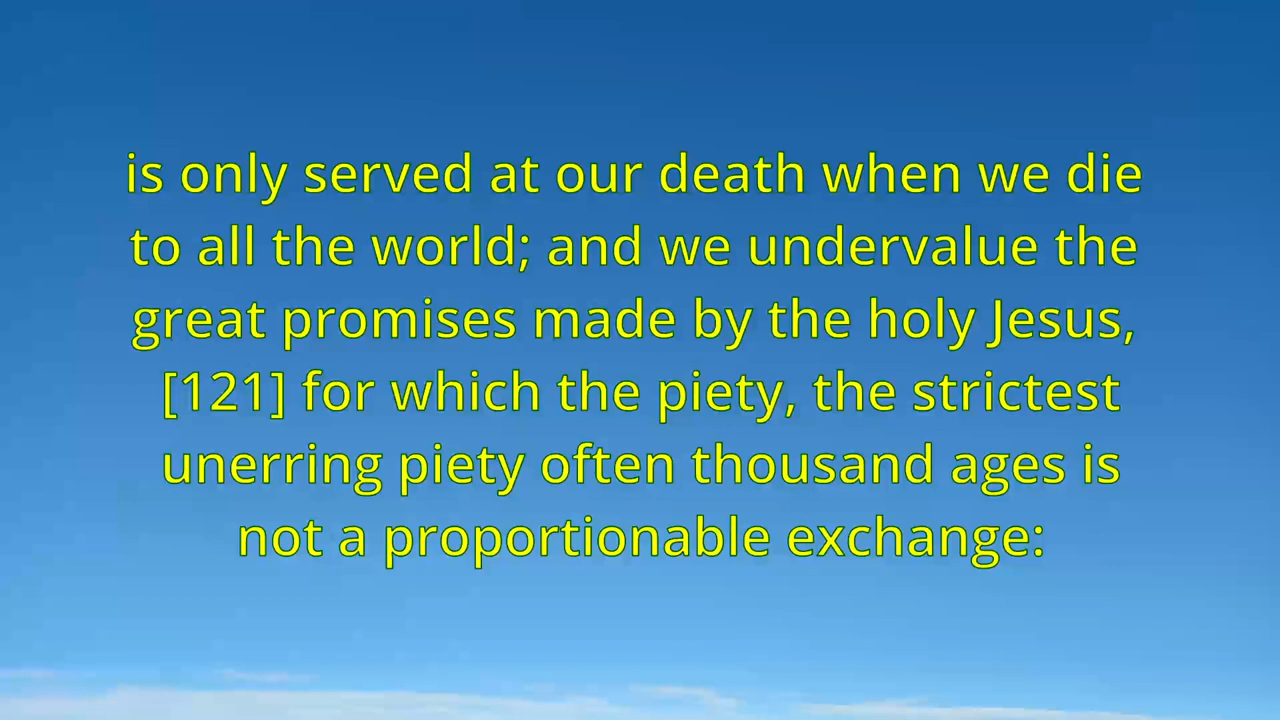 is only served at our death when we die
to all the world; and we undervalue the
great promises made by the holy Jesus,
[121] for which the piety, the strictest
unerring piety often thousand ages is
not a proportionable exchange: